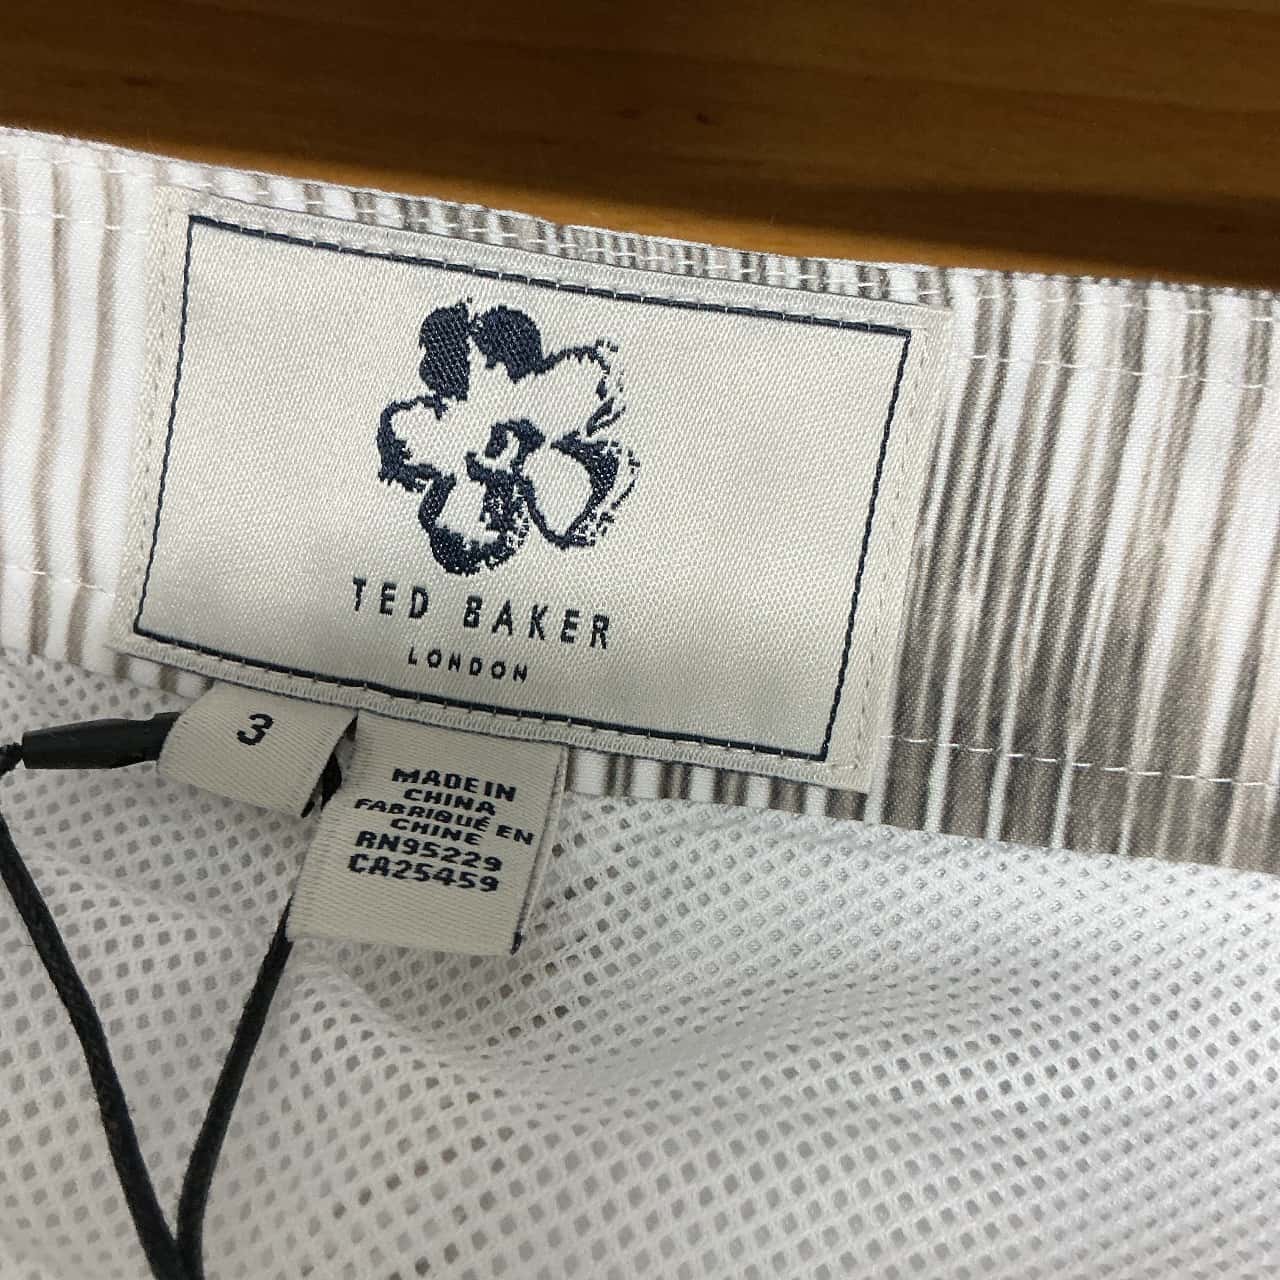 TED BAKER
LONDON
3
MADE IN
CHINA
FABRIQUÉ EN
CHINE
RN95229
CA25459